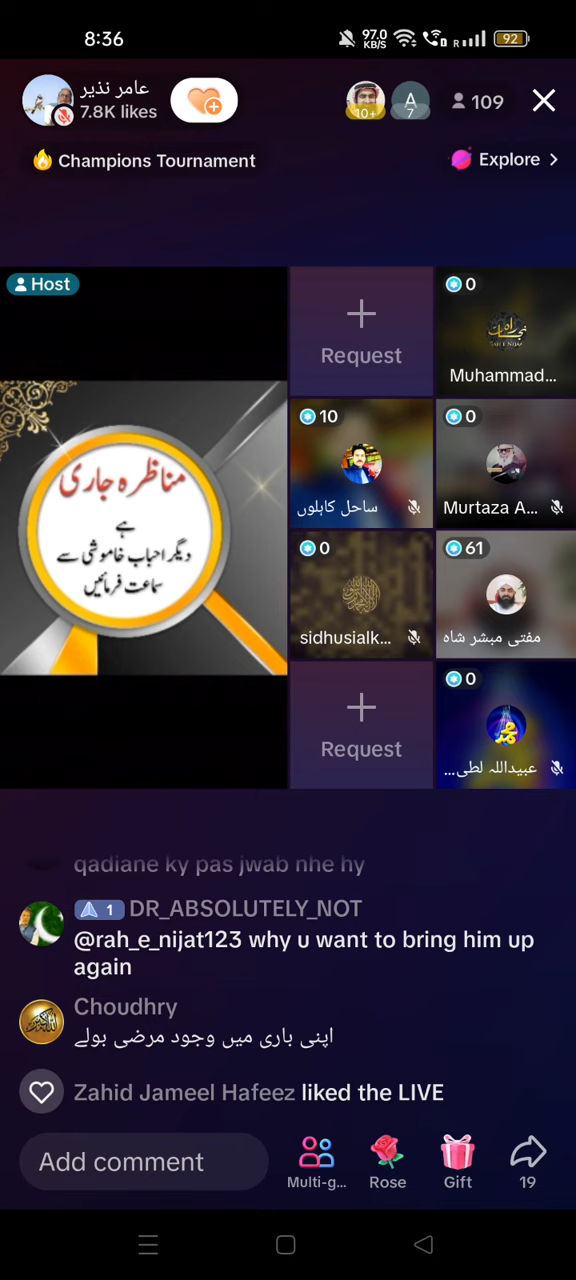 8:36
97.0
KB/S
R
92
عامر نذیر
7.8K likes
10+
A
7
109
Champions Tournament
Explore >
Host
مناظرہ جاری
ہے
دیگر احباب خاموشی سے
سماعت فرمائیں
Request
0
Muhammad...
10
ساحل کاہلوں
0
Murtaza A...
0
sidhusialk...
61
مفتی مبشر شاہ
Request
0
عبیداللہ لطی...
qadiane ky pas jwab nhe hy
1 DR_ABSOLUTELY_NOT
@rah_e_nijat123 why u want to bring him up
again
Choudhry
اپنی باری میں وجود مرضی بولے
Zahid Jameel Hafeez liked the LIVE
Add comment
Multi-g...
Rose
Gift
19